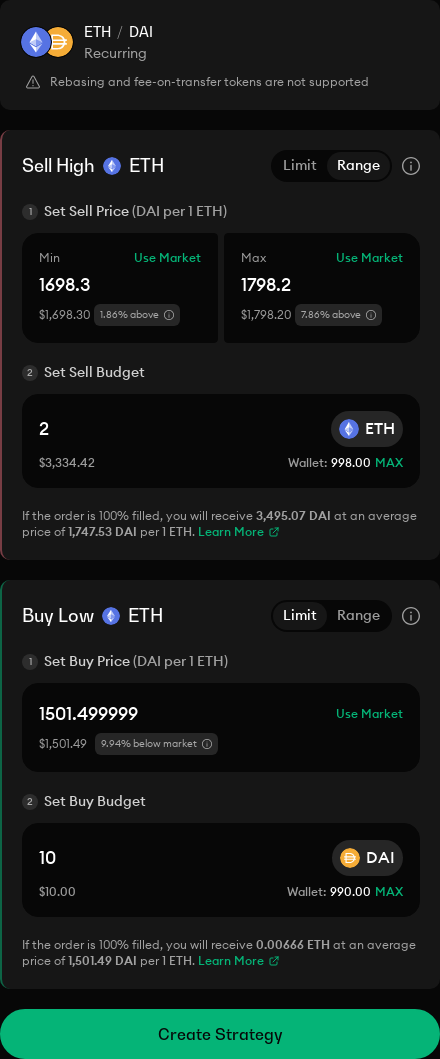 ETH / DAI
Recurring
Rebasing and fee-on-transfer tokens are not supported
Sell High ETH Limit Range
1 Set Sell Price (DAI per 1 ETH)
Min Use Market Max Use Market
1698.3 1798.2
$1,698.30 1.86% above $1,798.20 7.86% above
2 Set Sell Budget
2 ETH
$3,334.42 Wallet: 998.00 MAX
If the order is 100% filled, you will receive 3,495.07 DAI at an average
price of 1,747.53 DAI per 1 ETH. Learn More
Buy Low ETH Limit Range
1 Set Buy Price (DAI per 1 ETH)
1501.499999 Use Market
$1,501.49 9.94% below market
2 Set Buy Budget
10 DAI
$10.00 Wallet: 990.00 MAX
If the order is 100% filled, you will receive 0.00666 ETH at an average
price of 1,501.49 DAI per 1 ETH. Learn More
Create Strategy